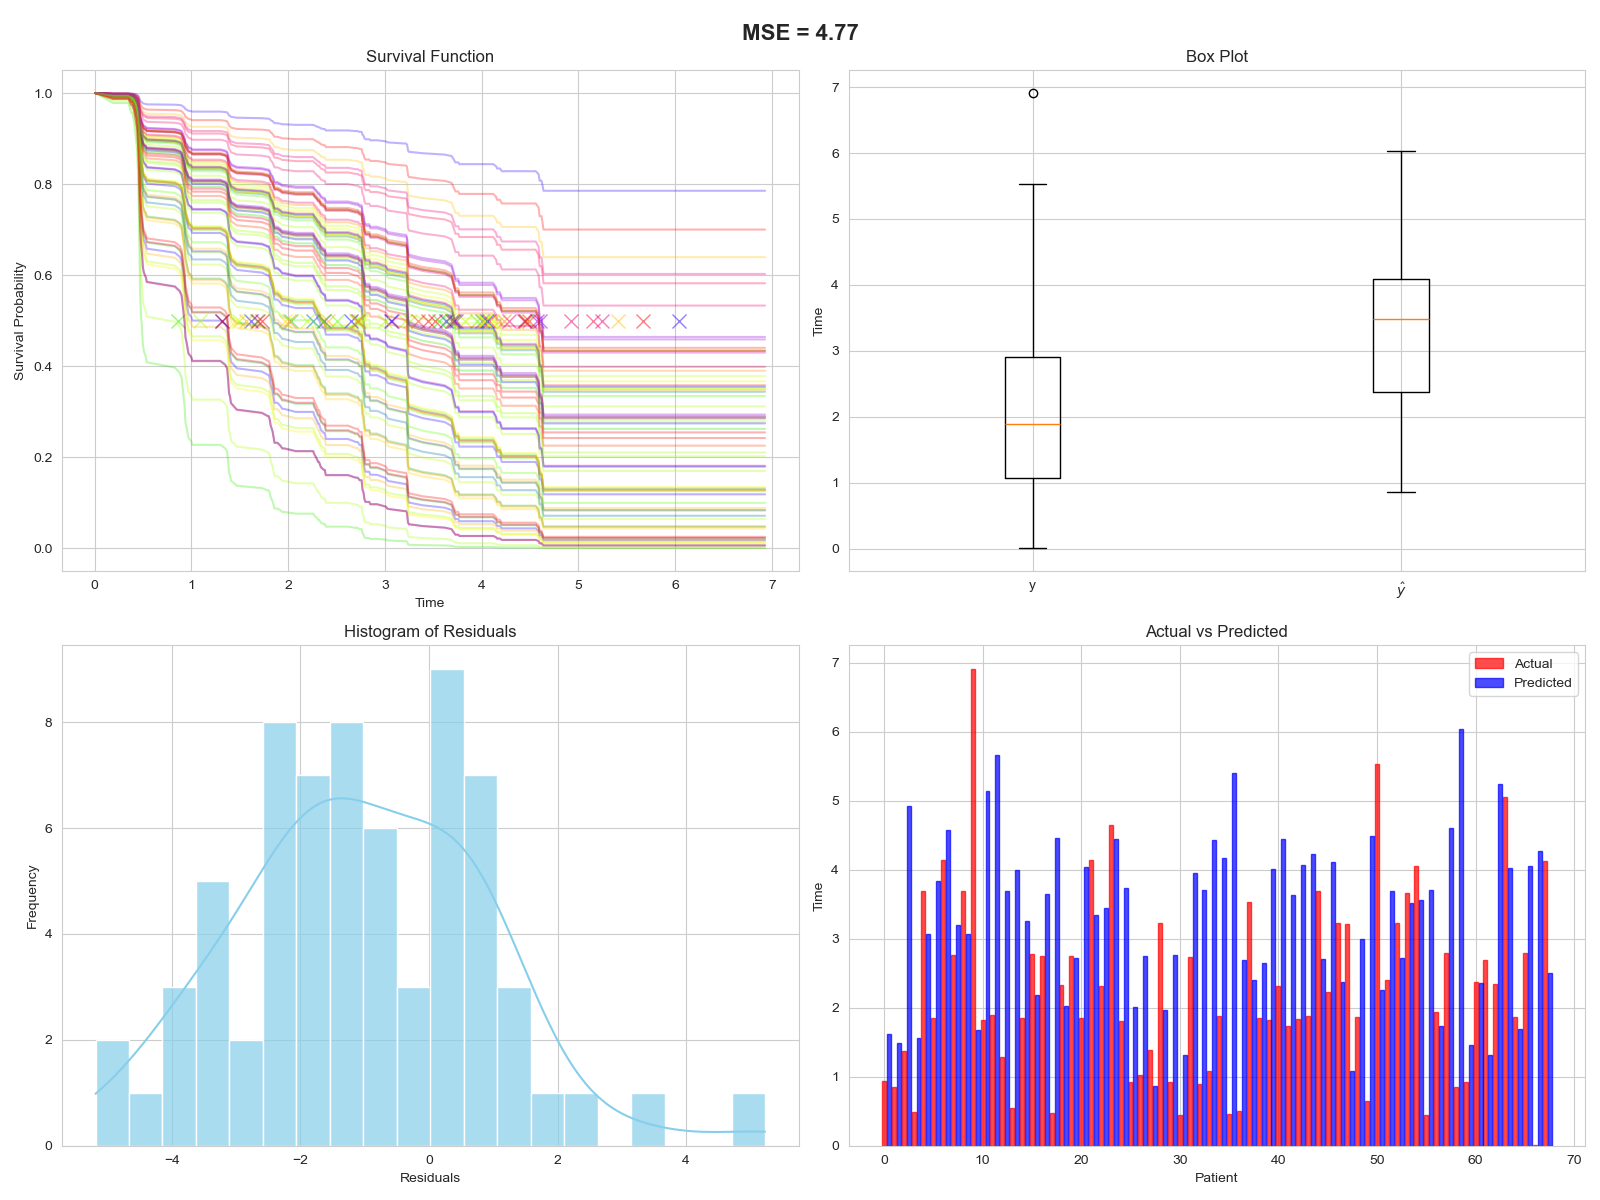 MSE = 4.77
Survival Function
1.0
0.8
0.6
0.4
0.2
0.0
Survival Probability
0 1 2 3 4 5 6 7
Time
Box Plot
7
6
5
4
3
2
1
0
Time
y ŷ
Histogram of Residuals
8
6
4
2
0
Frequency
−4 −2 0 2 4
Residuals
Actual vs Predicted
Actual
Predicted
7
6
5
4
3
2
1
0
Time
0 10 20 30 40 50 60 70
Patient